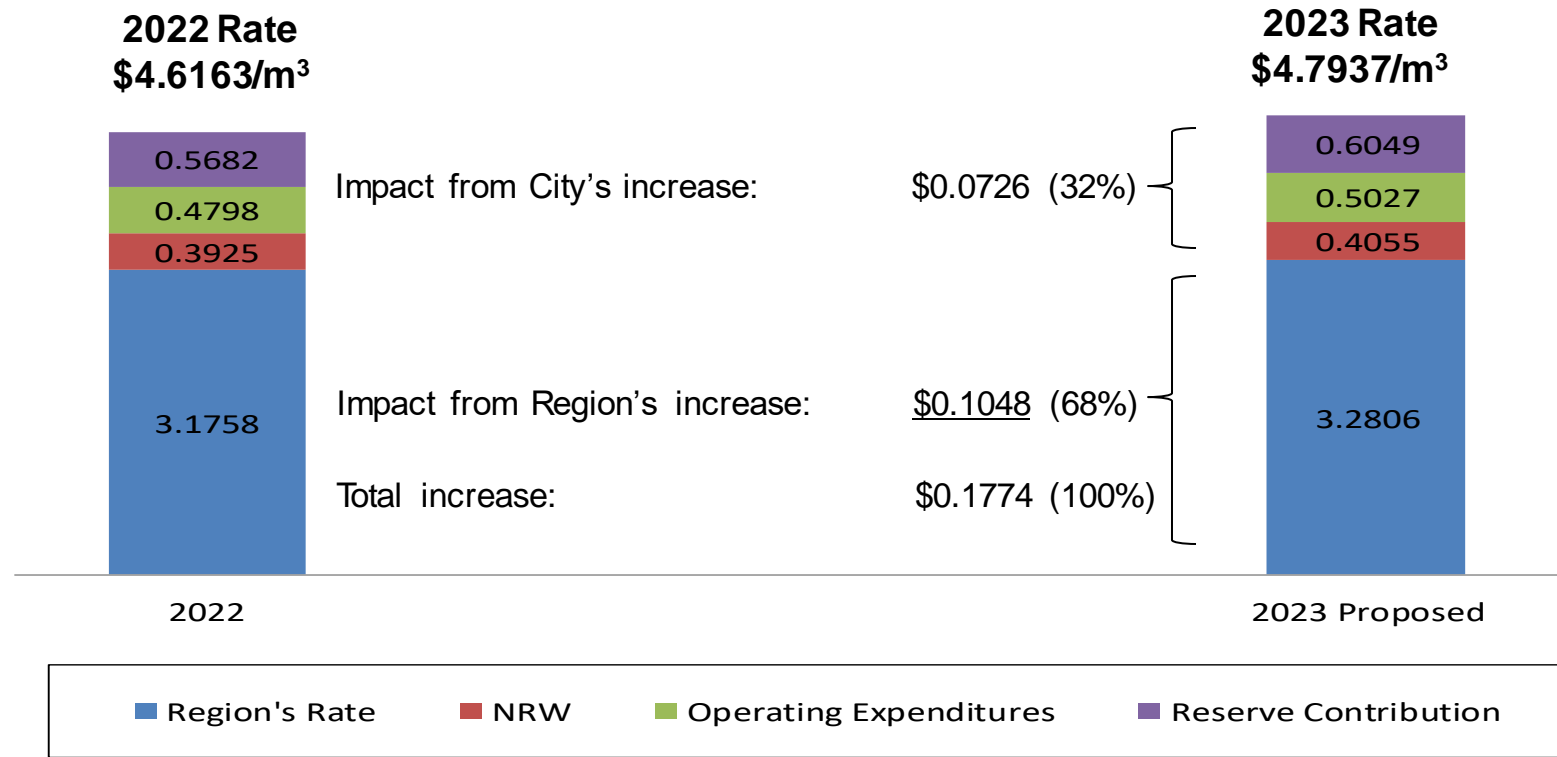 2022 Rate
$4.6163/m³
2023 Rate
$4.7937/m³
0.5682
0.4798
0.3925
3.1758
Impact from City's increase: $0.0726 (32%)
Impact from Region's increase: $0.1048 (68%)
Total increase: $0.1774 (100%)
0.6049
0.5027
0.4055
3.2806
2022
2023 Proposed
Region's Rate NRW Operating Expenditures Reserve Contribution